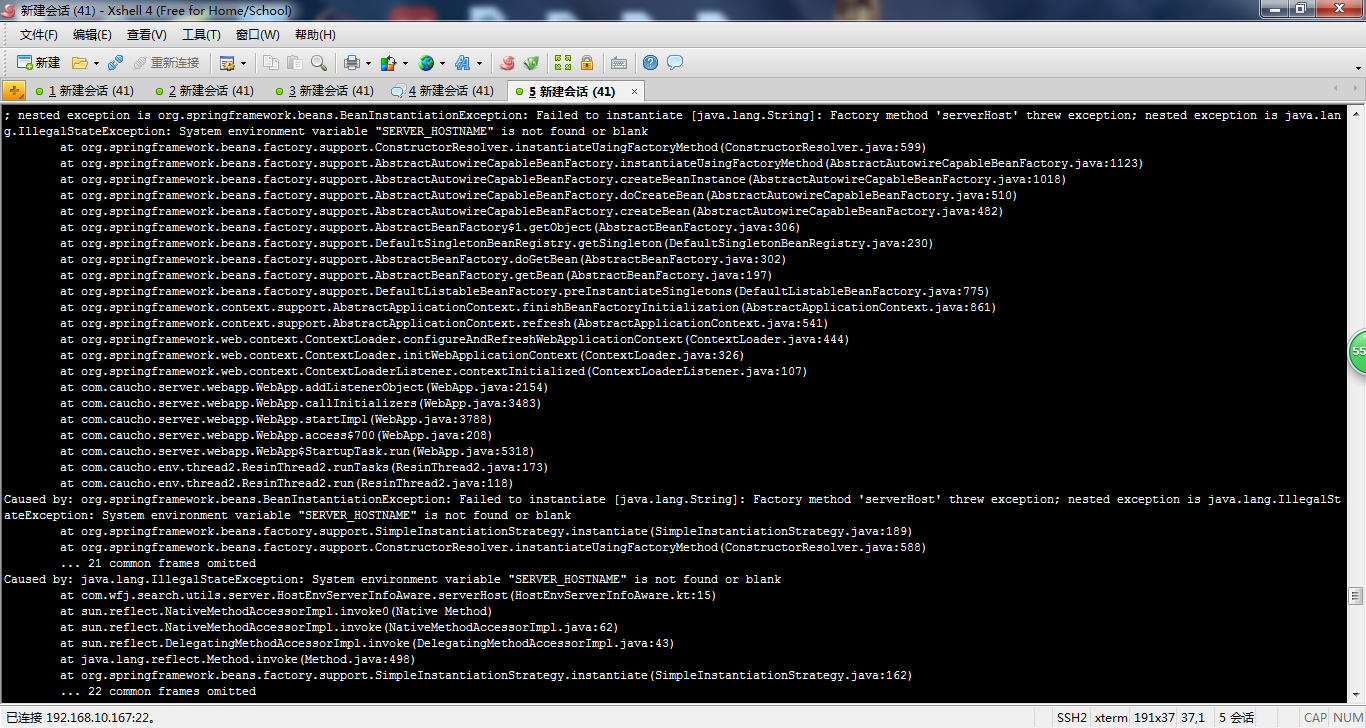 新建会话 (41) - Xshell 4 (Free for Home/School)
文件(F) 编辑(E) 查看(V) 工具(T) 窗口(W) 帮助(H)
新建 重新连接
1 新建会话 (41) 2 新建会话 (41) 3 新建会话 (41) 4 新建会话 (41) 5 新建会话 (41) ×
; nested exception is org.springframework.beans.BeanInstantiationException: Failed to instantiate [java.lang.String]: Factory method 'serverHost' threw exception; nested exception is java.lan
g.IllegalStateException: System environment variable "SERVER_HOSTNAME" is not found or blank
at org.springframework.beans.factory.support.ConstructorResolver.instantiateUsingFactoryMethod(ConstructorResolver.java:599)
at org.springframework.beans.factory.support.AbstractAutowireCapableBeanFactory.instantiateUsingFactoryMethod(AbstractAutowireCapableBeanFactory.java:1123)
at org.springframework.beans.factory.support.AbstractAutowireCapableBeanFactory.createBeanInstance(AbstractAutowireCapableBeanFactory.java:1018)
at org.springframework.beans.factory.support.AbstractAutowireCapableBeanFactory.doCreateBean(AbstractAutowireCapableBeanFactory.java:510)
at org.springframework.beans.factory.support.AbstractAutowireCapableBeanFactory.createBean(AbstractAutowireCapableBeanFactory.java:482)
at org.springframework.beans.factory.support.AbstractBeanFactory$1.getObject(AbstractBeanFactory.java:306)
at org.springframework.beans.factory.support.DefaultSingletonBeanRegistry.getSingleton(DefaultSingletonBeanRegistry.java:230)
at org.springframework.beans.factory.support.AbstractBeanFactory.doGetBean(AbstractBeanFactory.java:302)
at org.springframework.beans.factory.support.AbstractBeanFactory.getBean(AbstractBeanFactory.java:197)
at org.springframework.beans.factory.support.DefaultListableBeanFactory.preInstantiateSingletons(DefaultListableBeanFactory.java:775)
at org.springframework.context.support.AbstractApplicationContext.finishBeanFactoryInitialization(AbstractApplicationContext.java:861)
at org.springframework.context.support.AbstractApplicationContext.refresh(AbstractApplicationContext.java:541)
at org.springframework.web.context.ContextLoader.configureAndRefreshWebApplicationContext(ContextLoader.java:444)
at org.springframework.web.context.ContextLoader.initWebApplicationContext(ContextLoader.java:326)
at org.springframework.web.context.ContextLoaderListener.contextInitialized(ContextLoaderListener.java:107)
at com.caucho.server.webapp.WebApp.addListenerObject(WebApp.java:2154)
at com.caucho.server.webapp.WebApp.callInitializers(WebApp.java:3483)
at com.caucho.server.webapp.WebApp.startImpl(WebApp.java:3788)
at com.caucho.server.webapp.WebApp.access$700(WebApp.java:208)
at com.caucho.server.webapp.WebApp$StartupTask.run(WebApp.java:5318)
at com.caucho.env.thread2.ResinThread2.runTasks(ResinThread2.java:173)
at com.caucho.env.thread2.ResinThread2.run(ResinThread2.java:118)
Caused by: org.springframework.beans.BeanInstantiationException: Failed to instantiate [java.lang.String]: Factory method 'serverHost' threw exception; nested exception is java.lang.IllegalSt
ateException: System environment variable "SERVER_HOSTNAME" is not found or blank
at org.springframework.beans.factory.support.SimpleInstantiationStrategy.instantiate(SimpleInstantiationStrategy.java:189)
at org.springframework.beans.factory.support.ConstructorResolver.instantiateUsingFactoryMethod(ConstructorResolver.java:588)
... 21 common frames omitted
Caused by: java.lang.IllegalStateException: System environment variable "SERVER_HOSTNAME" is not found or blank
at com.wfj.search.utils.server.HostEnvServerInfoAware.serverHost(HostEnvServerInfoAware.kt:15)
at sun.reflect.NativeMethodAccessorImpl.invoke0(Native Method)
at sun.reflect.NativeMethodAccessorImpl.invoke(NativeMethodAccessorImpl.java:62)
at sun.reflect.DelegatingMethodAccessorImpl.invoke(DelegatingMethodAccessorImpl.java:43)
at java.lang.reflect.Method.invoke(Method.java:498)
at org.springframework.beans.factory.support.SimpleInstantiationStrategy.instantiate(SimpleInstantiationStrategy.java:162)
... 22 common frames omitted
55
已连接 192.168.10.167:22。 SSH2 xterm 191x37 37,1 5 会话 CAP NUM